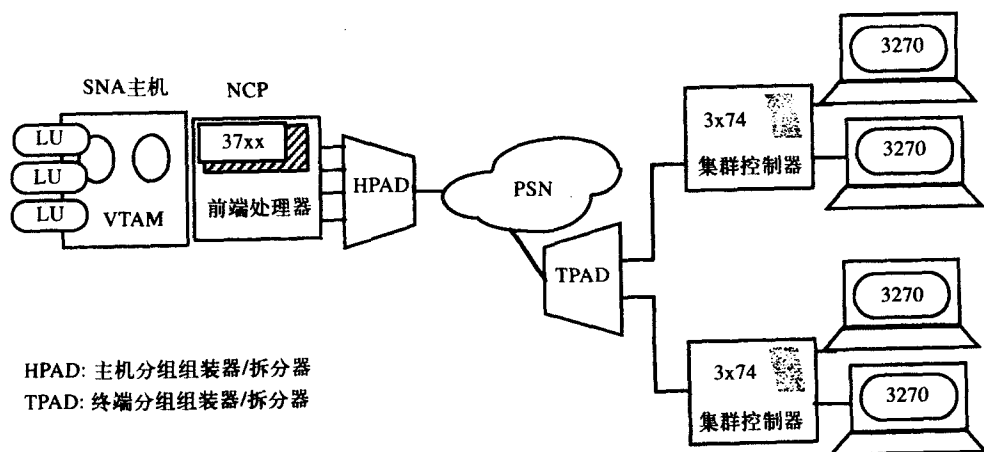 SNA主机
NCP
LU
LU
LU
VTAM
37xx
前端处理器
HPAD
PSN
TPAD
3x74
集群控制器
3270
3270
3x74
集群控制器
3270
3270
HPAD: 主机分组组装器/拆分器
TPAD: 终端分组组装器/拆分器